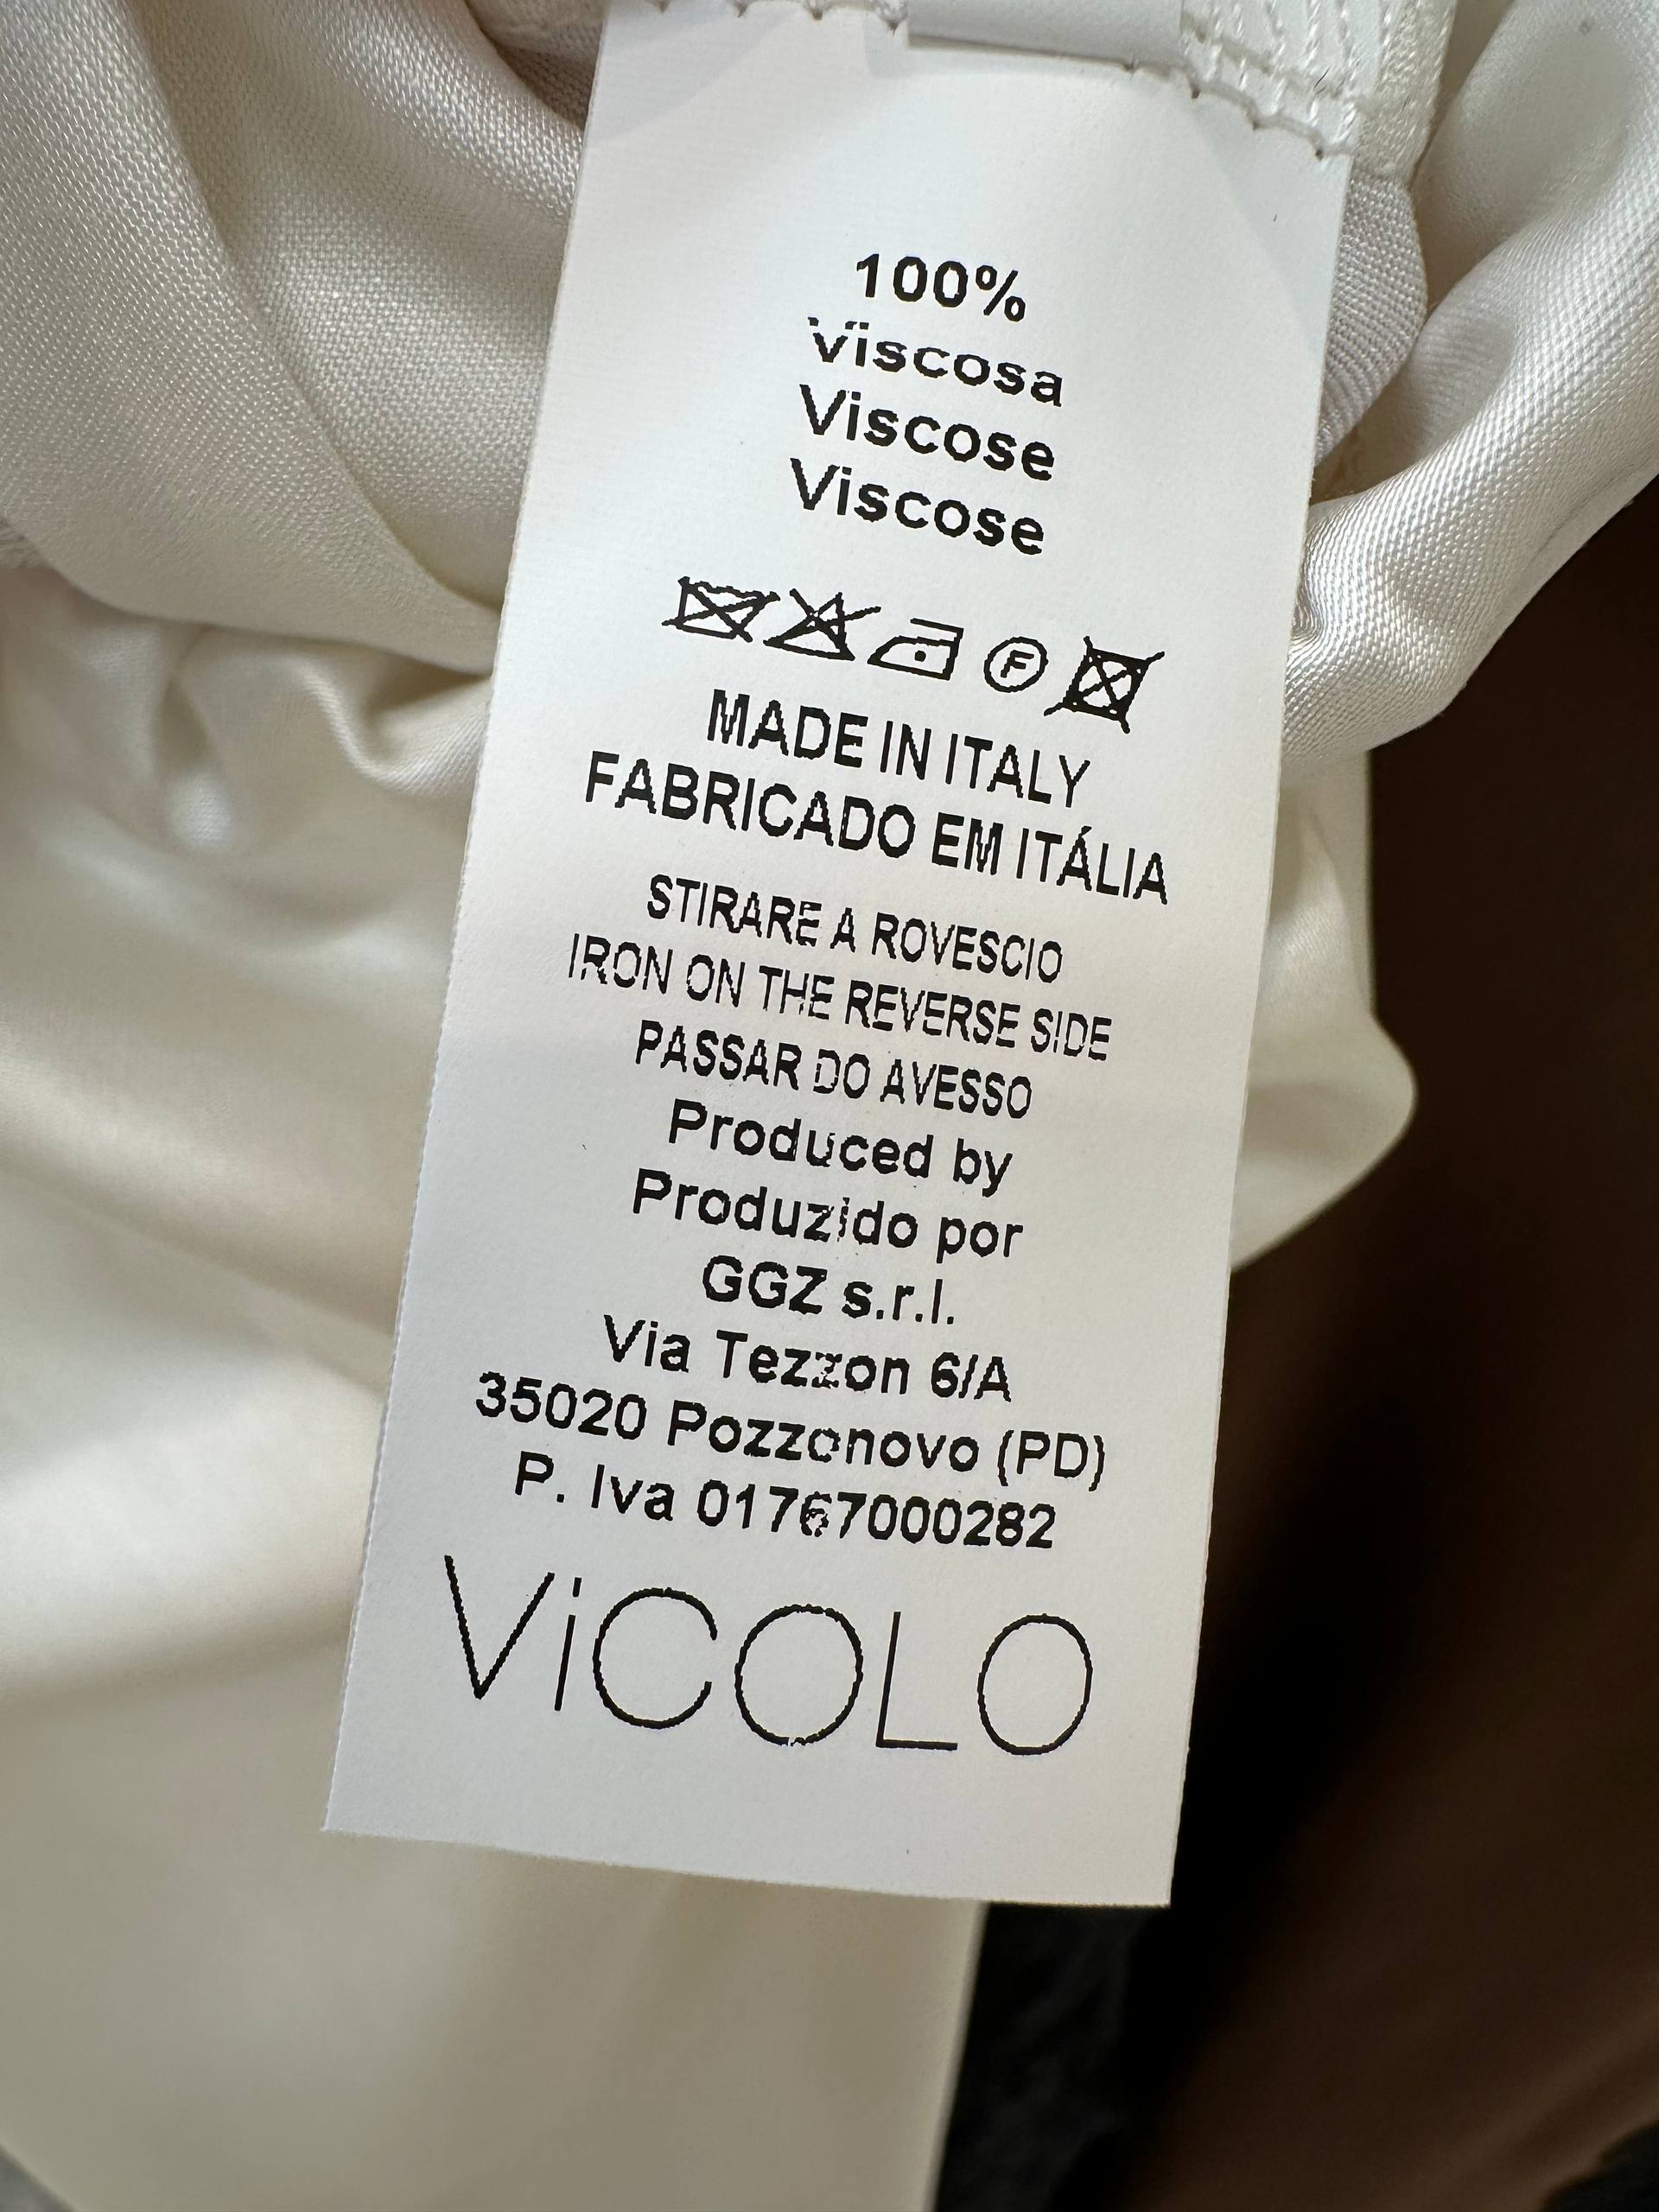 100%
Viscosa
Viscose
Viscose
F
MADE IN ITALY
FABRICADO EM ITÁLIA
STIRARE A ROVESCIO
IRON ON THE REVERSE SIDE
PASSAR DO AVESSO
Produced by
Produzido por
GGZ s.r.l.
Via Tezzon 6/A
35020 Pozzonovo (PD)
P. Iva 01767000282
ViCOLO